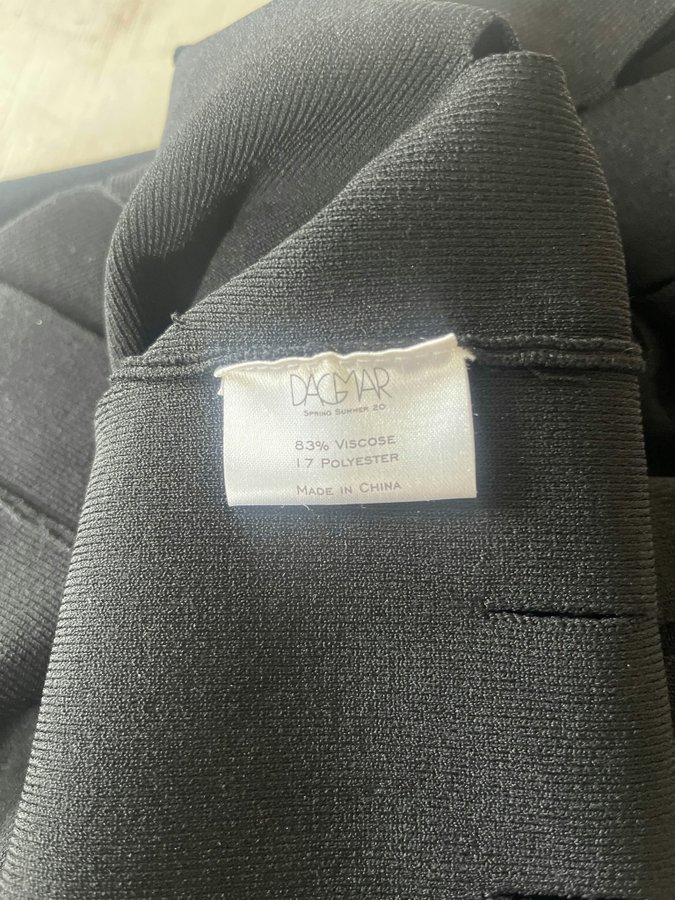 DAGMAR
Spring Summer 20
83% Viscose
17 Polyester
Made in China